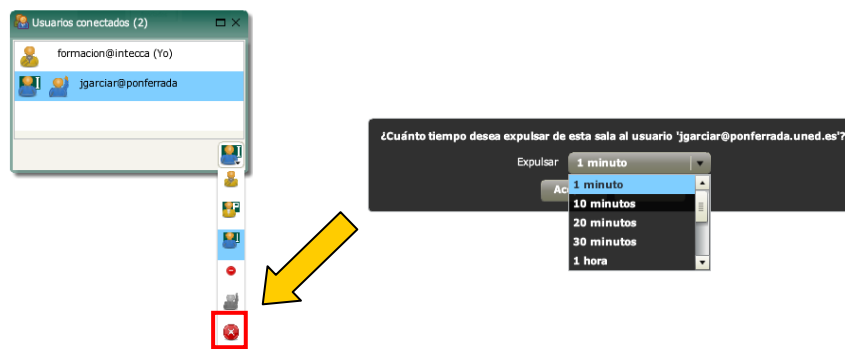 Usuarios conectados (2)
formacion@intecca (Yo)
jgarciar@ponferrada
¿Cuánto tiempo desea expulsar de esta sala al usuario 'jgarciar@ponferrada.uned.es'?
Expulsar 1 minuto
Ac
1 minuto
10 minutos
20 minutos
30 minutos
1 hora